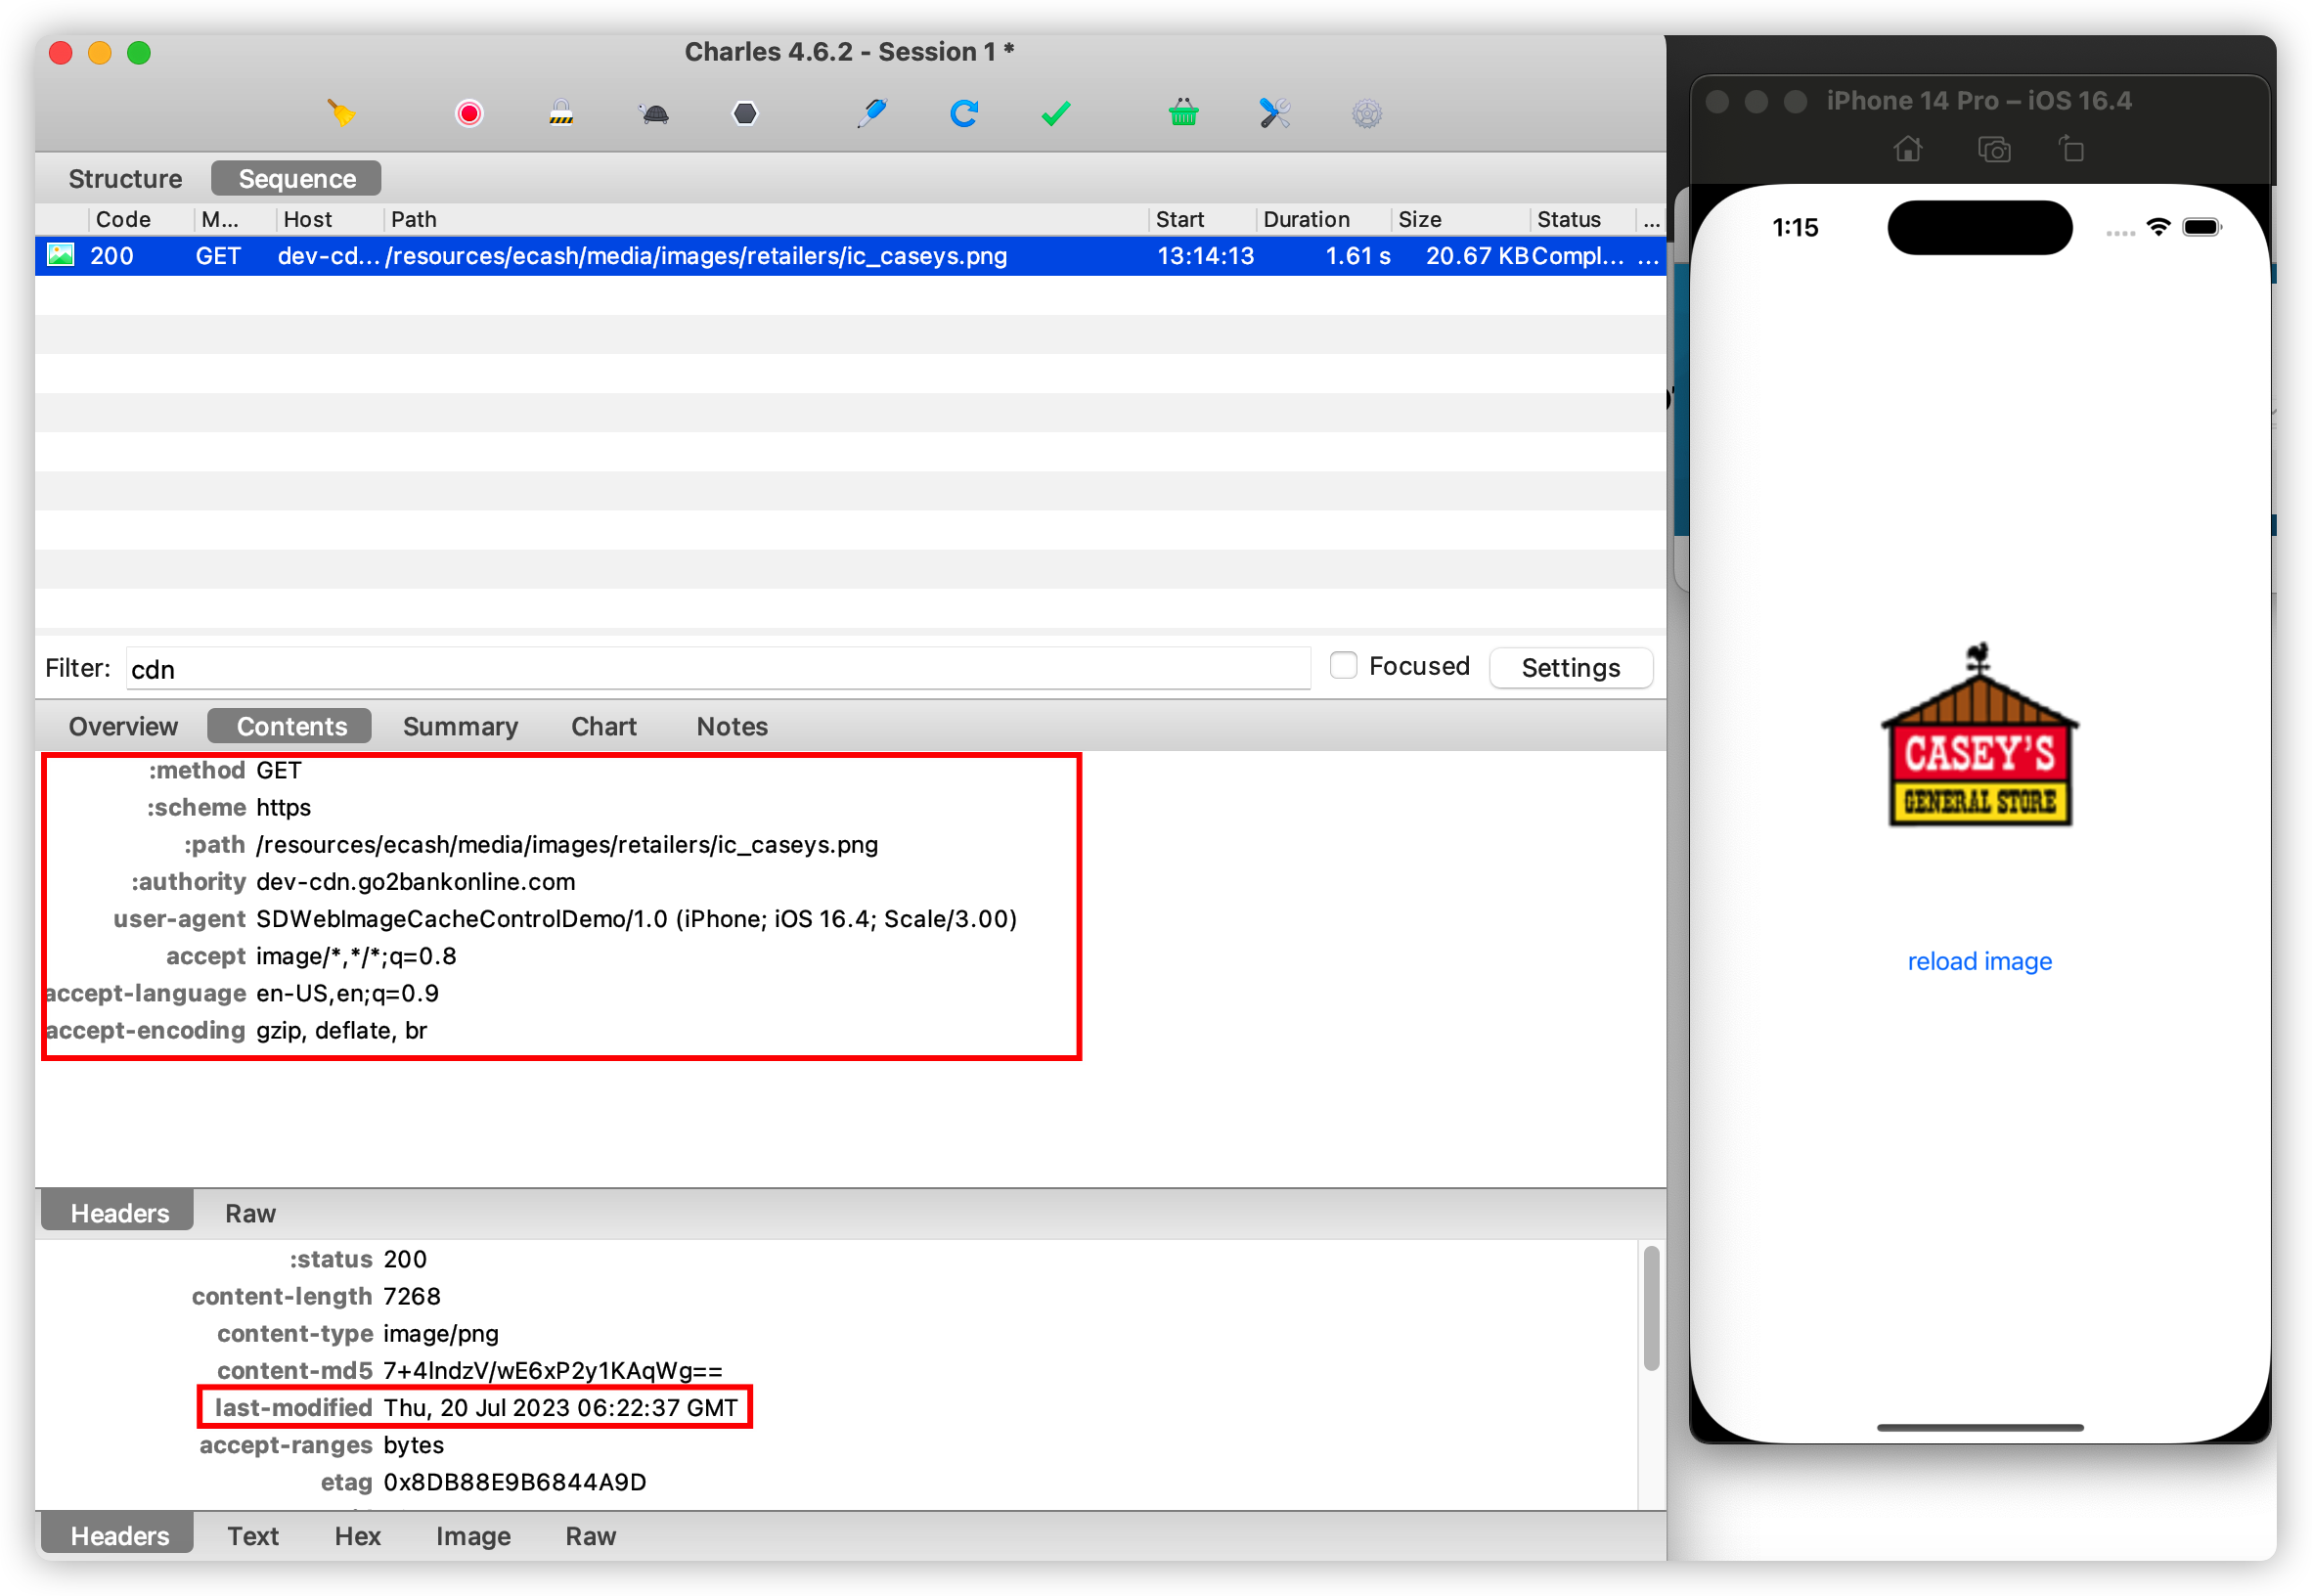 Charles 4.6.2 - Session 1 *
Structure Sequence
Code M... Host Path Start Duration Size Status ...
200 GET dev-cd... /resources/ecash/media/images/retailers/ic_caseys.png 13:14:13 1.61 s 20.67 KB Compl... ...
Filter: cdn Focused Settings
Overview Contents Summary Chart Notes
:method GET
:scheme https
:path /resources/ecash/media/images/retailers/ic_caseys.png
:authority dev-cdn.go2bankonline.com
user-agent SDWebImageCacheControlDemo/1.0 (iPhone; iOS 16.4; Scale/3.00)
accept image/*,*/*;q=0.8
accept-language en-US,en;q=0.9
accept-encoding gzip, deflate, br
Headers Raw
:status 200
content-length 7268
content-type image/png
content-md5 7+4lndzV/wE6xP2y1KAqWg==
last-modified Thu, 20 Jul 2023 06:22:37 GMT
accept-ranges bytes
etag 0x8DB88E9B6844A9D
Headers Text Hex Image Raw
iPhone 14 Pro – iOS 16.4
1:15
CASEY'S
GENERAL STORE
reload image